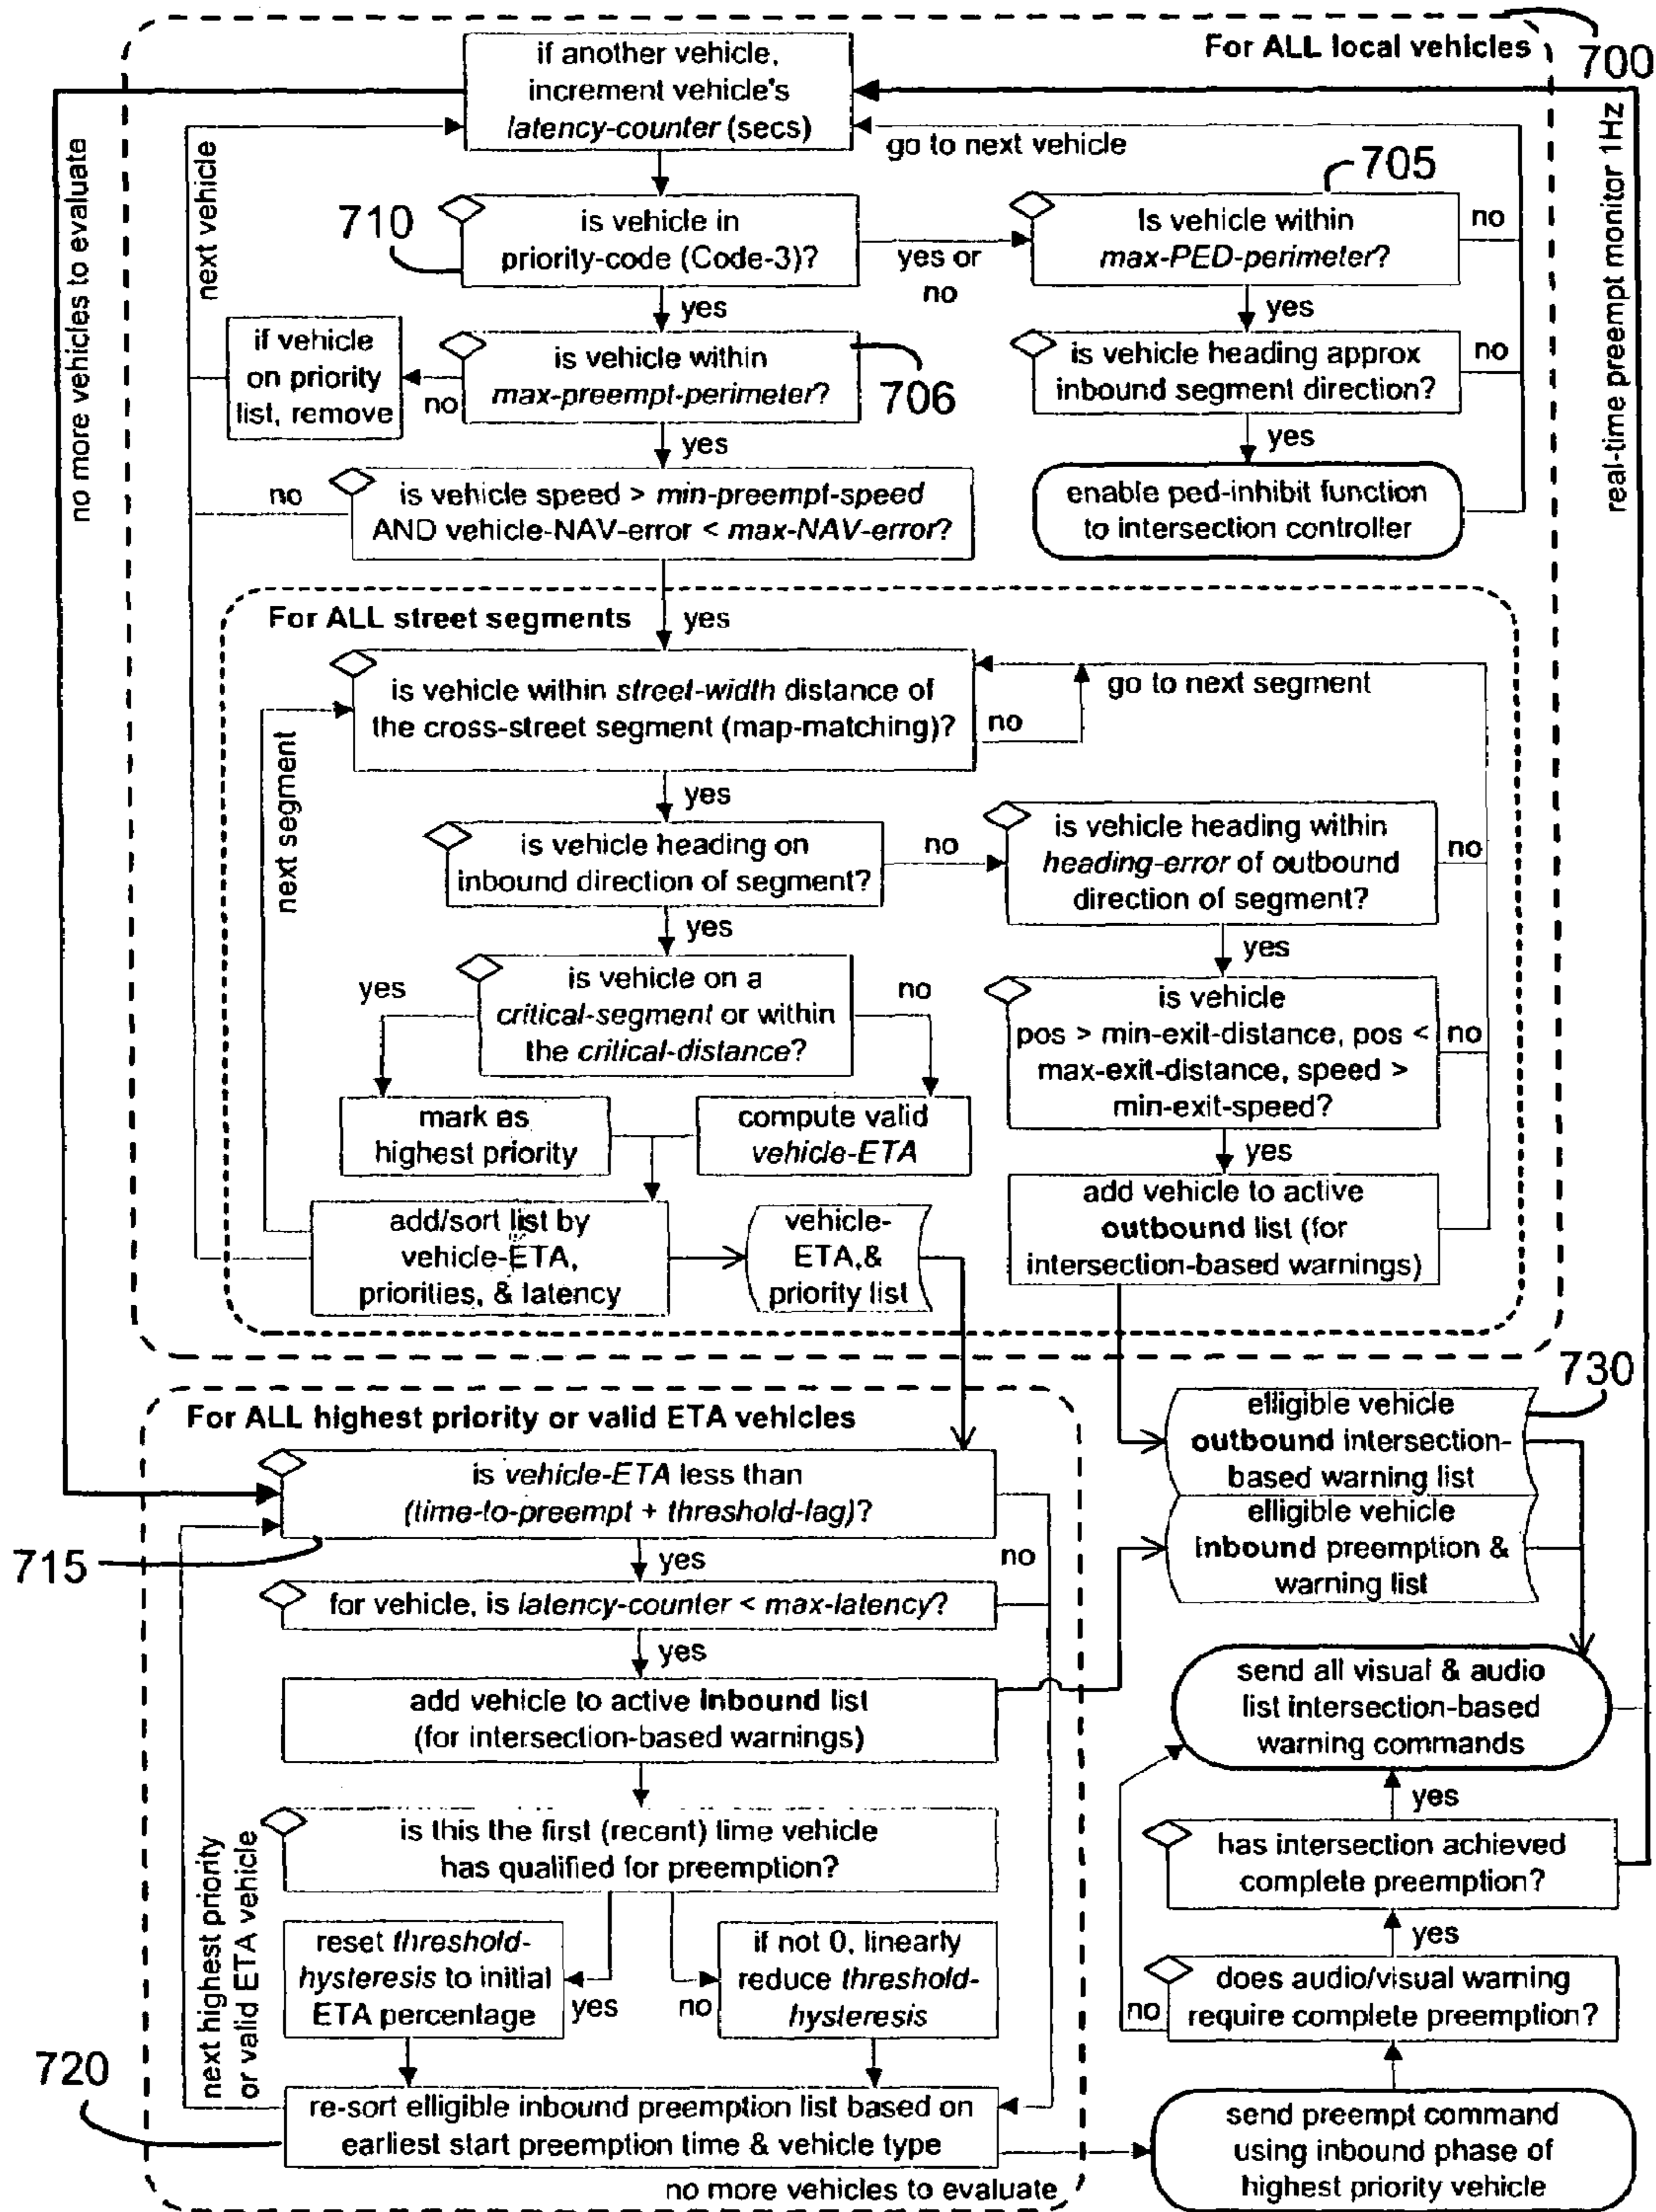 For ALL local vehicles
700
if another vehicle,
increment vehicle's
latency-counter (secs)
go to next vehicle
no more vehicles to evaluate
next vehicle
real-time preempt monitor 1Hz
705
710
is vehicle in
priority-code (Code-3)?
yes or
no
Is vehicle within
max-PED-perimeter?
no
yes
yes
if vehicle
on priority
list, remove
no
is vehicle within
max-preempt-perimeter?
706
is vehicle heading approx
inbound segment direction?
no
yes
yes
no
is vehicle speed > min-preempt-speed
AND vehicle-NAV-error < max-NAV-error?
enable ped-inhibit function
to intersection controller
For ALL street segments
yes
is vehicle within street-width distance of
the cross-street segment (map-matching)?
no
go to next segment
next segment
yes
is vehicle heading on
inbound direction of segment?
no
is vehicle heading within
heading-error of outbound
direction of segment?
no
yes
yes
yes
is vehicle on a
critical-segment or within
the critical-distance?
no
is vehicle
pos > min-exit-distance, pos <
max-exit-distance, speed >
min-exit-speed?
no
mark as
highest priority
compute valid
vehicle-ETA
yes
add/sort list by
vehicle-ETA,
priorities, & latency
vehicle-
ETA,&
priority list
add vehicle to active
outbound list (for
intersection-based warnings)
730
For ALL highest priority or valid ETA vehicles
elligible vehicle
outbound intersection-
based warning list
is vehicle-ETA less than
(time-to-preempt + threshold-lag)?
elligible vehicle
inbound preemption &
warning list
715
yes
no
for vehicle, is latency-counter < max-latency?
yes
add vehicle to active inbound list
(for intersection-based warnings)
send all visual & audio
list intersection-based
warning commands
yes
is this the first (recent) time vehicle
has qualified for preemption?
has intersection achieved
complete preemption?
next highest priority
or valid ETA vehicle
reset threshold-
hysteresis to initial
ETA percentage
yes
no
if not 0, linearly
reduce threshold-
hysteresis
yes
does audio/visual warning
require complete preemption?
no
720
re-sort elligible inbound preemption list based on
earliest start preemption time & vehicle type
send preempt command
using inbound phase of
highest priority vehicle
no more vehicles to evaluate